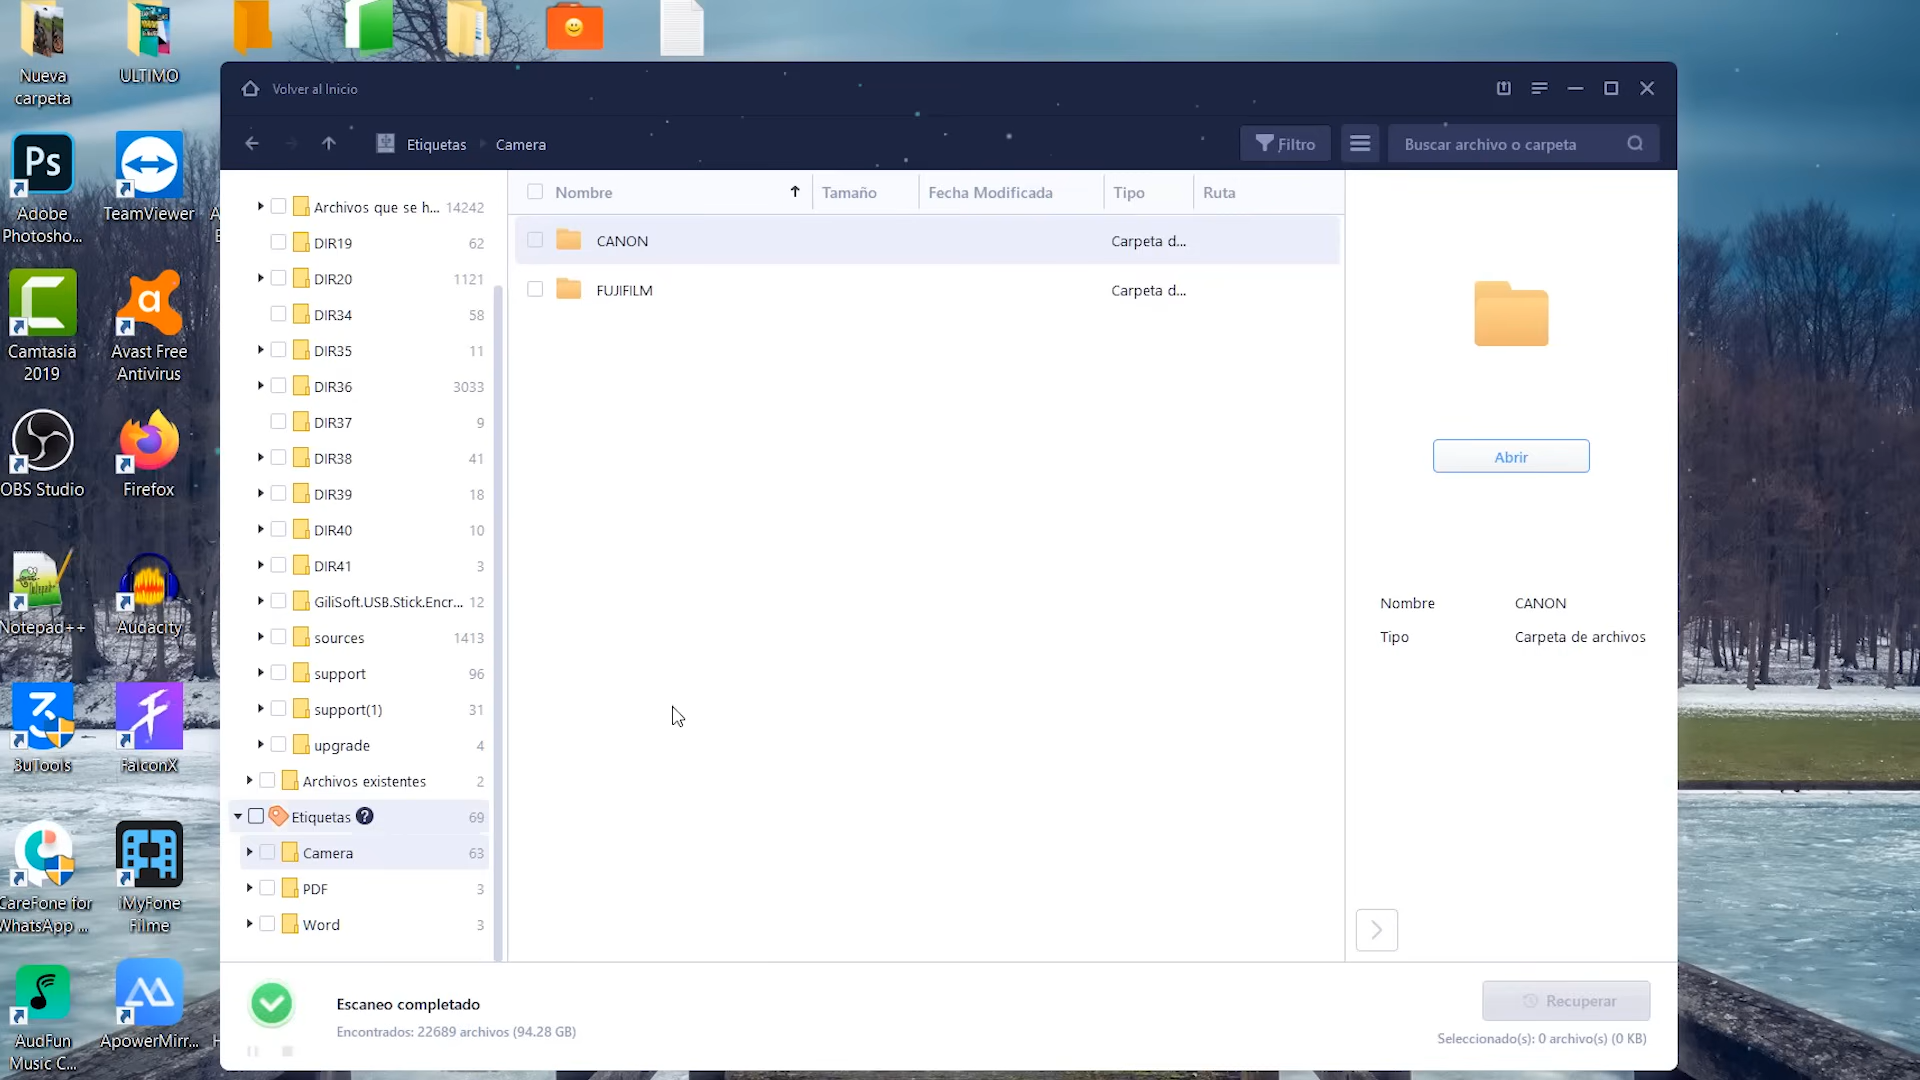 Nueva
carpeta
ULTIMO
Ps
Adobe
Photosho...
TeamViewer
Camtasia
2019
Avast Free
Antivirus
OBS Studio
Firefox
Notepad++
Audacity
3uTools
FalconX
CareFone for
WhatsApp ...
iMyFone
Filme
AudFun
Music C...
ApowerMirr...
Volver al Inicio
Etiquetas
Camera
Filtro
Buscar archivo o carpeta
Archivos que se h... 14242
DIR19 62
DIR20 1121
DIR34 58
DIR35 11
DIR36 3033
DIR37 9
DIR38 41
DIR39 18
DIR40 10
DIR41 3
GiliSoft.USB.Stick.Encr... 12
sources 1413
support 96
support(1) 31
upgrade 4
Archivos existentes 2
Etiquetas ? 69
Camera 63
PDF 3
Word 3
Nombre Tamaño Fecha Modificada Tipo Ruta
CANON Carpeta d...
FUJIFILM Carpeta d...
Abrir
Nombre CANON
Tipo Carpeta de archivos
Escaneo completado
Encontrados: 22689 archivos (94.28 GB)
Recuperar
Seleccionado(s): 0 archivo(s) (0 KB)